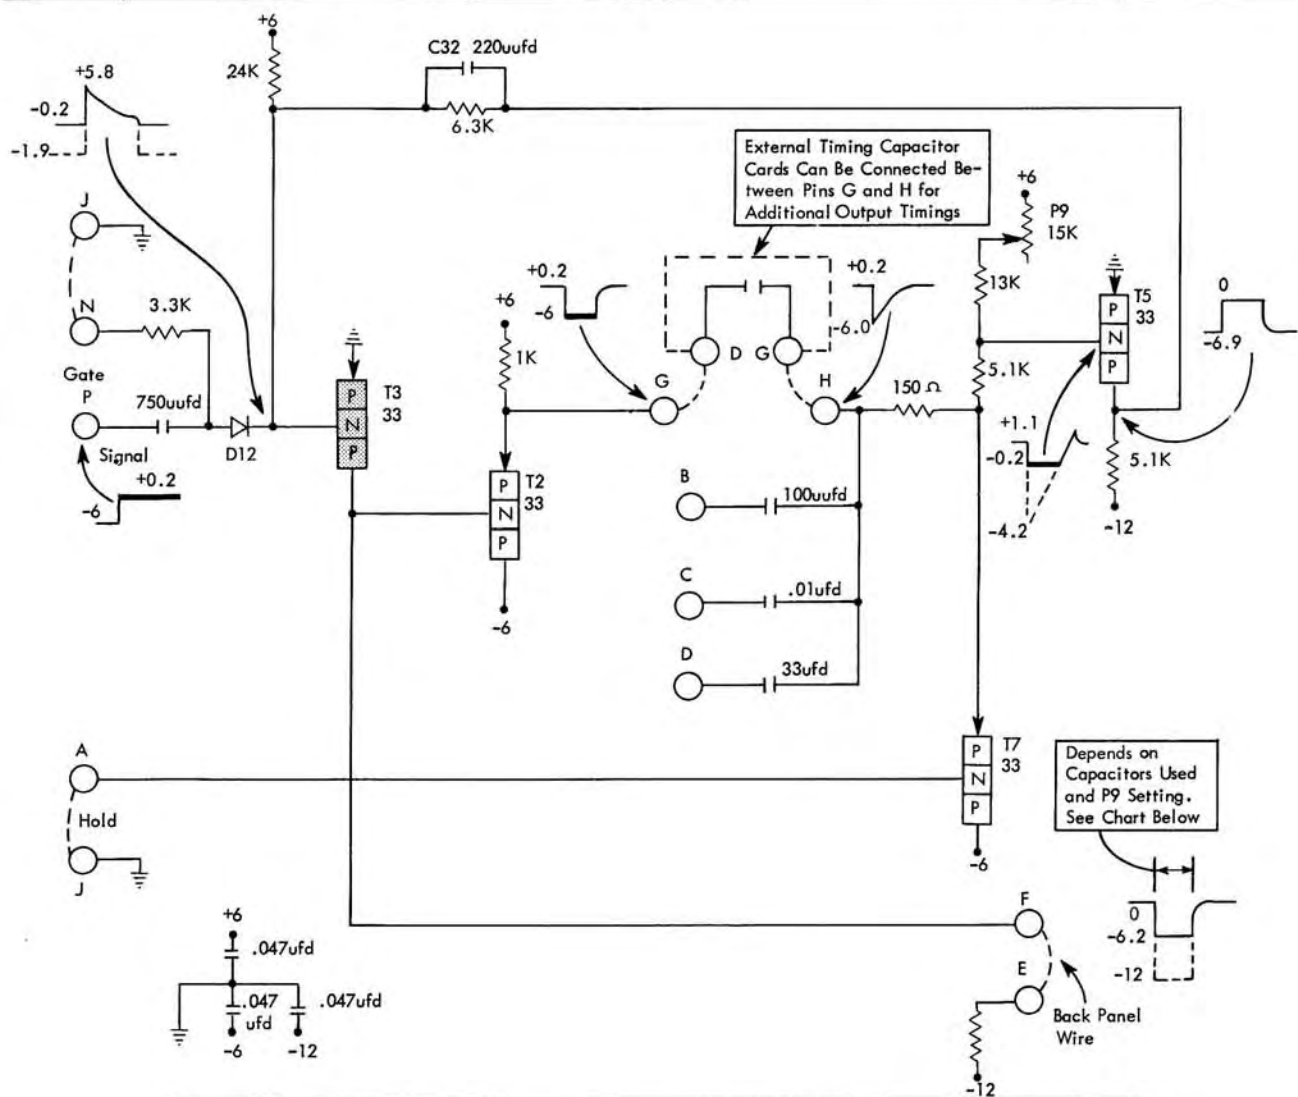 +6
C32 220uufd
24K
6.3K
+5.8
-0.2
-1.9
External Timing Capacitor
Cards Can Be Connected Be-
tween Pins G and H for
Additional Output Timings
+6
P9
15K
J
N
3.3K
Gate
P
750uufd
Signal
D12
+0.2
-6
P
N
P
T3
33
+6
1K
+0.2
-6
G
D
G
H
+0.2
-6.0
150 Ω
13K
5.1K
P
N
P
T5
33
0
-6.9
+1.1
-0.2
-4.2
5.1K
-12
P
N
P
T2
33
-6
B
100uufd
C
.01ufd
D
33ufd
A
Hold
J
P
N
P
T7
33
-6
Depends on
Capacitors Used
and P9 Setting.
See Chart Below
0
-6.2
-12
F
E
Back Panel
Wire
-12
+6
.047ufd
.047
ufd
.047ufd
-6
-12